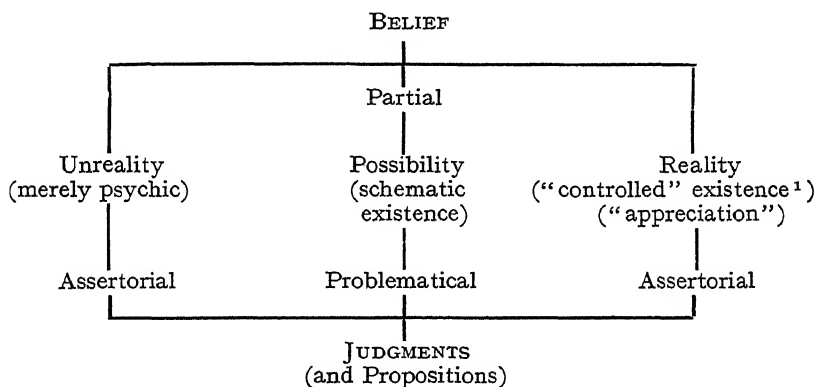 BELIEF
Partial
Unreality Possibility Reality
(merely psychic) (schematic existence) (“controlled” existence¹)
(“appreciation”)
Assertorial Problematical Assertorial
JUDGMENTS
(and Propositions)